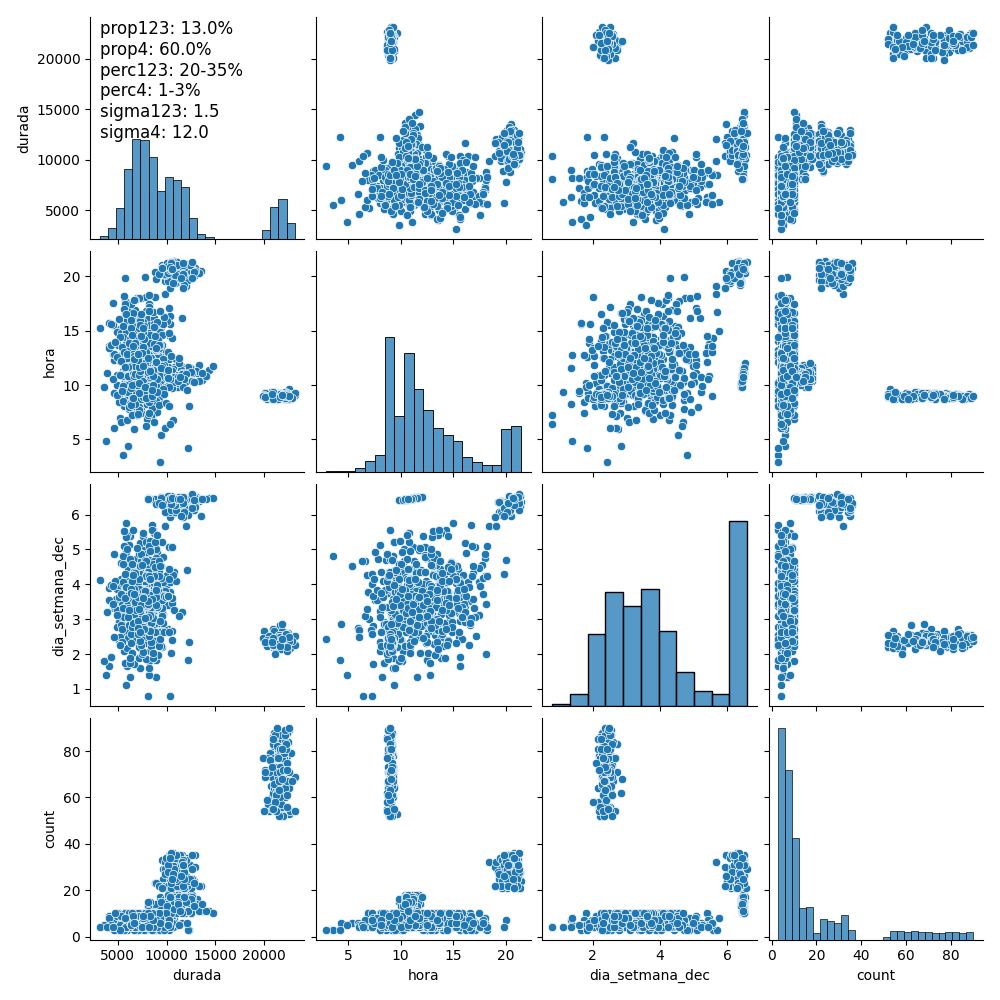 prop123: 13.0%
prop4: 60.0%
perc123: 20-35%
perc4: 1-3%
sigma123: 1.5
sigma4: 12.0
durada
20000
15000
10000
5000
hora
20
15
10
5
dia_setmana_dec
6
5
4
3
2
1
count
80
60
40
20
0
5000 10000 15000 20000
durada
5 10 15 20
hora
2 4 6
dia_setmana_dec
0 20 40 60 80
count